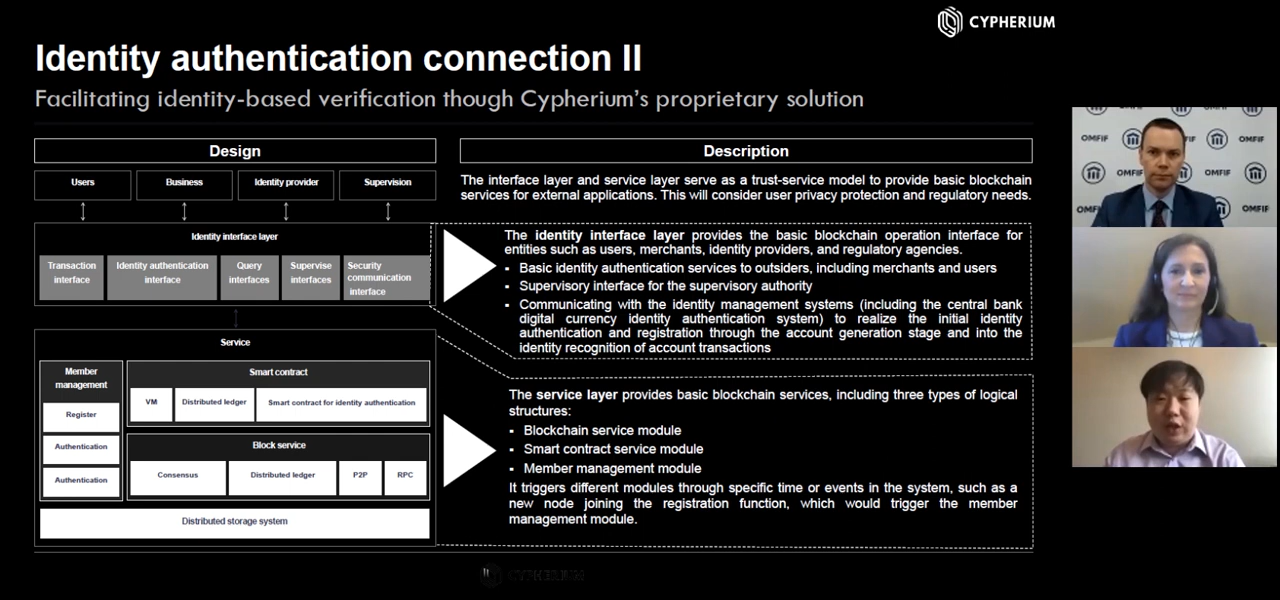 CYPHERIUM
Identity authentication connection II
Facilitating identity-based verification though Cypherium's proprietary solution
Design
Users
Business
Identity provider
Supervision
Identity interface layer
Transaction
interface
Identity authentication
interface
Query
interfaces
Supervise
interfaces
Security
communication
interface
Service
Member
management
Register
Authentication
Authentication
Smart contract
VM
Distributed ledger
Smart contract for identity authentication
Block service
Consensus
Distributed ledger
P2P
RPC
Distributed storage system
Description
The interface layer and service layer serve as a trust-service model to provide basic blockchain
services for external applications. This will consider user privacy protection and regulatory needs.
The identity interface layer provides the basic blockchain operation interface for
entities such as users, merchants, identity providers, and regulatory agencies.
▪ Basic identity authentication services to outsiders, including merchants and users
▪ Supervisory interface for the supervisory authority
▪ Communicating with the identity management systems (including the central bank
digital currency identity authentication system) to realize the initial identity
authentication and registration through the account generation stage and into the
identity recognition of account transactions
The service layer provides basic blockchain services, including three types of logical
structures:
▪ Blockchain service module
▪ Smart contract service module
▪ Member management module
It triggers different modules through specific time or events in the system, such as a
new node joining the registration function, which would trigger the member
management module.
CYPHERIUM
OMFIF
OMFIF
OMFIF
OMFIF
OMFIF